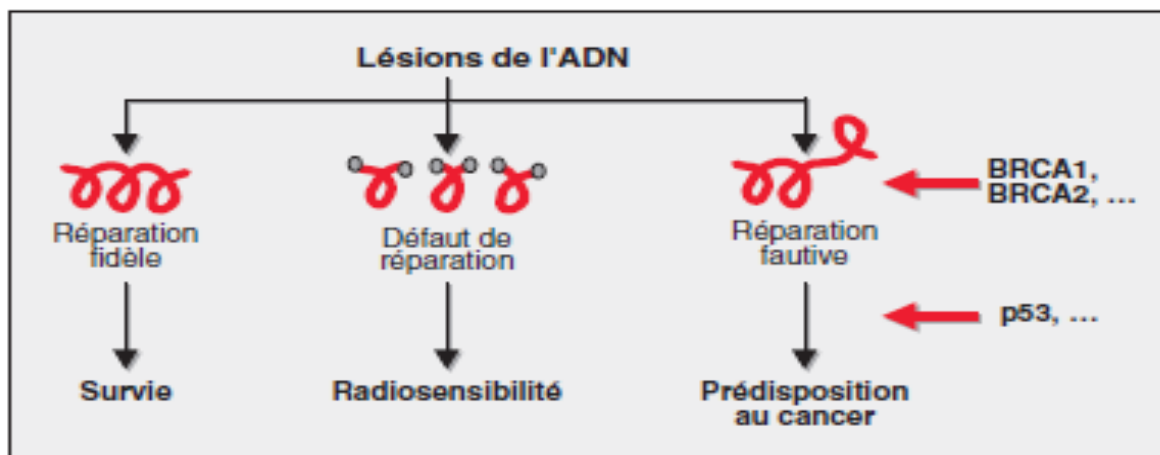 Lésions de l'ADN
Réparation
fidèle
Défaut de
réparation
Réparation
fautive
BRCA1,
BRCA2, ...
p53, ...
Survie
Radiosensibilité
Prédisposition
au cancer